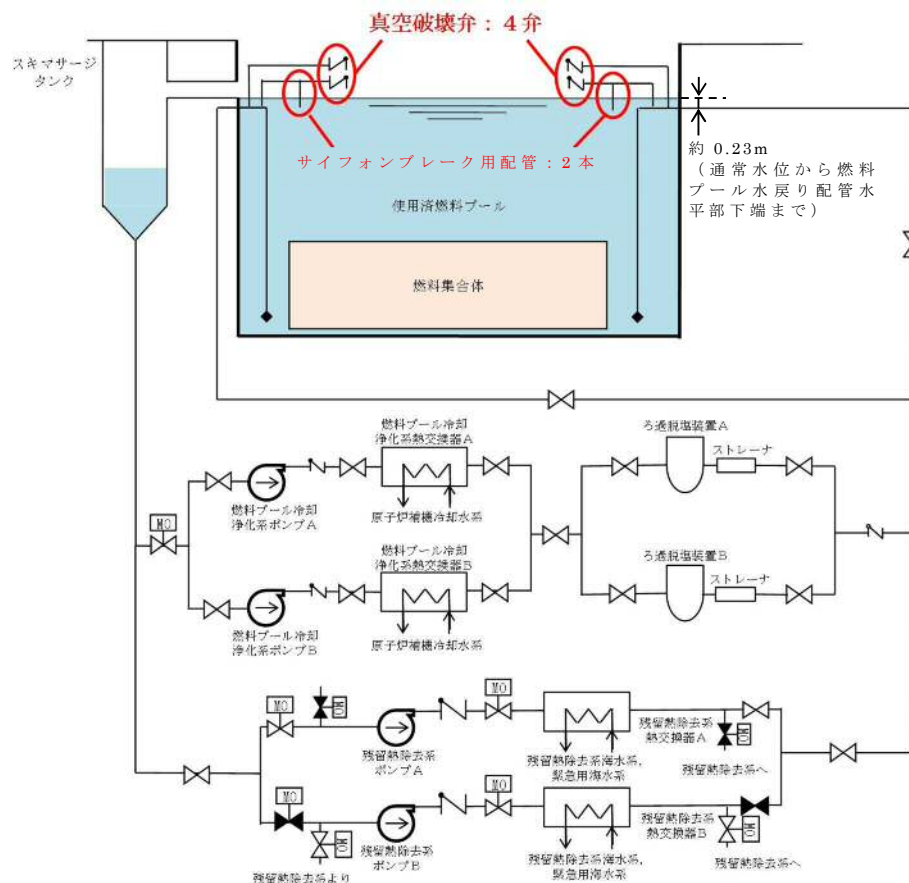 真空破壊弁：４弁
スキマサージ
タンク
約 0.23m
（通常水位から燃料
プール水戻り配管水
平部下端まで）
サイフォンブレーク用配管：２本
使用済燃料プール
燃料集合体
燃料プール冷却
浄化系熱交換器A
ろ過脱塩装置A
ストレーナ
燃料プール冷却
浄化系ポンプA
原子炉補機冷却水系
MO
燃料プール冷却
浄化系熱交換器B
ろ過脱塩装置B
ストレーナ
燃料プール冷却
浄化系ポンプB
原子炉補機冷却水系
MO
MO
MO
残留熱除去系
ポンプA
残留熱除去系
熱交換器A
MO
残留熱除去系海水系，
緊急用海水系
残留熱除去系へ
MO
MO
MO
残留熱除去系
ポンプB
残留熱除去系
熱交換器B
MO
残留熱除去系より
残留熱除去系海水系，
緊急用海水系
残留熱除去系へ